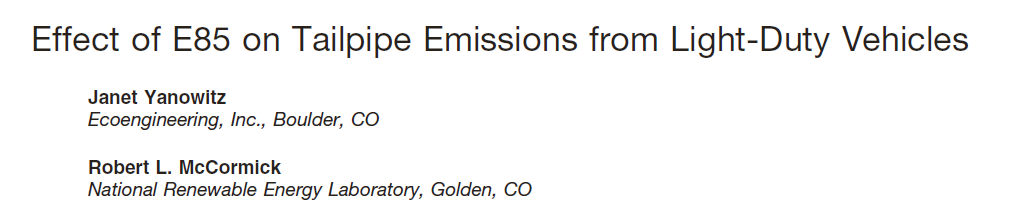 Effect of E85 on Tailpipe Emissions from Light-Duty Vehicles
Janet Yanowitz
Ecoengineering, Inc., Boulder, CO
Robert L. McCormick
National Renewable Energy Laboratory, Golden, CO